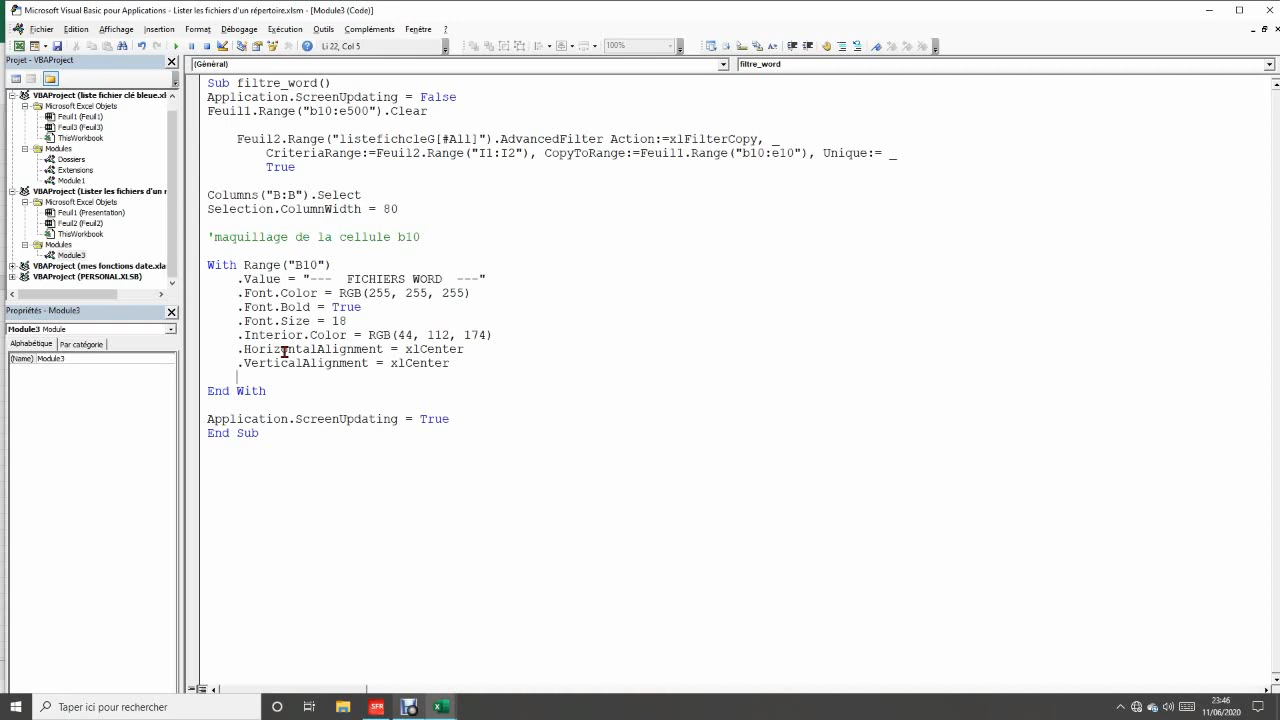 Microsoft Visual Basic pour Applications - Lister les fichiers d'un répertoire.xlsm - [Module3 (Code)]
Fichier Edition Affichage Insertion Format Débogage Exécution Outils Compléments Fenêtre
Li 22, Col 5
100%
Projet - VBAProject
(Général)
filtre_word
VBAProject (liste fichier clé bleue.xl
Microsoft Excel Objets
Feuil1 (Feuil1)
Feuil3 (Feuil3)
ThisWorkbook
Modules
Dossiers
Extensions
Module1
VBAProject (Lister les fichiers d'un r
Microsoft Excel Objets
Feuil1 (Presentation)
Feuil2 (Feuil2)
ThisWorkbook
Modules
Module3
VBAProject (mes fonctions date.xla
VBAProject (PERSONAL.XLSB)
Propriétés - Module3
Module3 Module
Alphabétique Par catégorie
(Name) Module3
Sub filtre_word()
Application.ScreenUpdating = False
Feuil1.Range("b10:e500").Clear
Feuil2.Range("listefichcleG[#All]").AdvancedFilter Action:=xlFilterCopy, _
CriteriaRange:=Feuil2.Range("I1:I2"), CopyToRange:=Feuil1.Range("b10:e10"), Unique:= _
True
Columns("B:B").Select
Selection.ColumnWidth = 80
'maquillage de la cellule b10
With Range("B10")
.Value = "---  FICHIERS WORD  ---"
.Font.Color = RGB(255, 255, 255)
.Font.Bold = True
.Font.Size = 18
.Interior.Color = RGB(44, 112, 174)
.HorizontalAlignment = xlCenter
.VerticalAlignment = xlCenter
End With
Application.ScreenUpdating = True
End Sub
Taper ici pour rechercher
SFR
23:46
11/06/2020